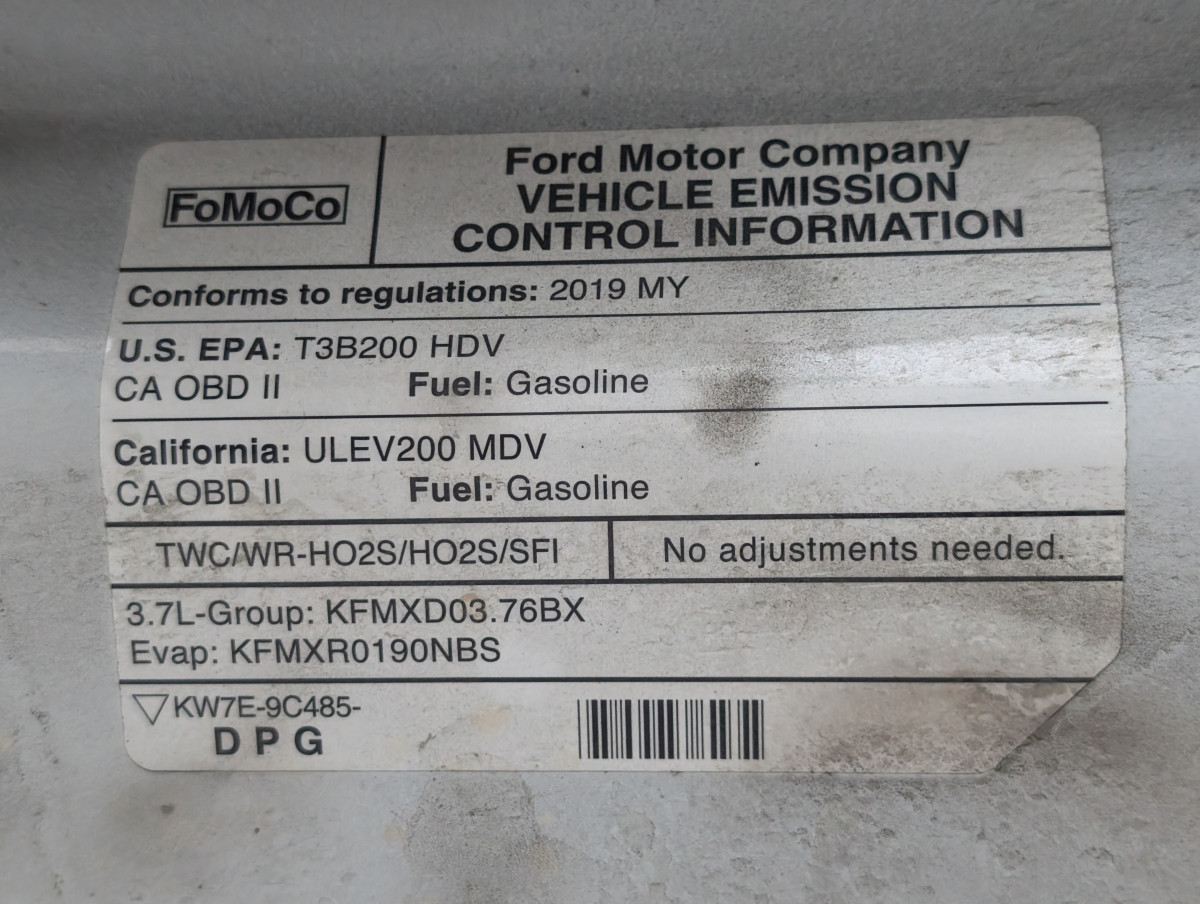 FoMoCo
Ford Motor Company
VEHICLE EMISSION
CONTROL INFORMATION
Conforms to regulations: 2019 MY
U.S. EPA: T3B200 HDV
CA OBD II Fuel: Gasoline
California: ULEV200 MDV
CA OBD II Fuel: Gasoline
TWC/WR-HO2S/HO2S/SFI
No adjustments needed.
3.7L-Group: KFMXD03.76BX
Evap: KFMXR0190NBS
KW7E-9C485-
D P G